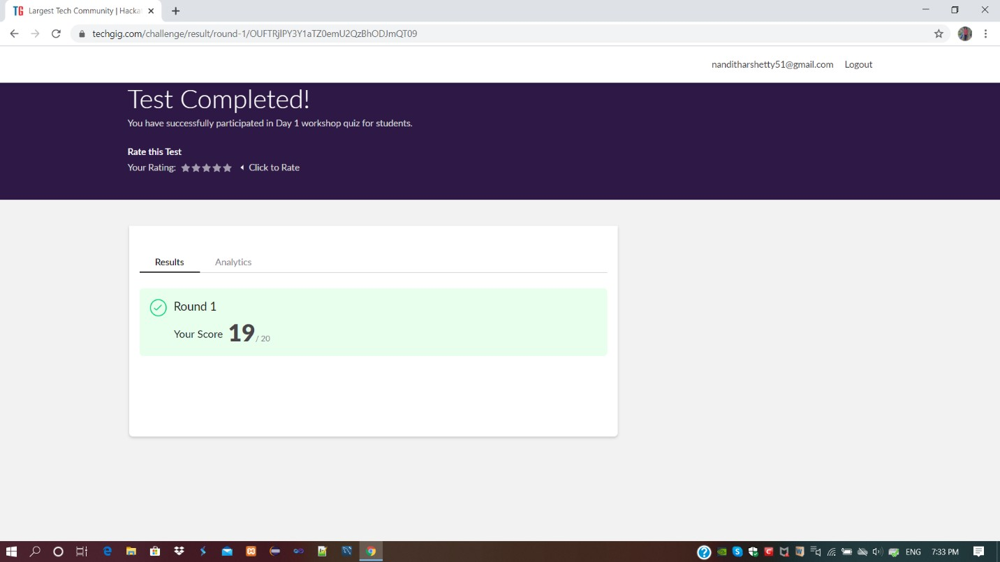 TG Largest Tech Community | Hacka
techgig.com/challenge/result/round-1/OUFTRjlPY3Y1aTZ0emU2QzBhODJmQT09
nanditharshetty51@gmail.com Logout
Test Completed!
You have successfully participated in Day 1 workshop quiz for students.
Rate this Test
Your Rating: Click to Rate
Results Analytics
Round 1
Your Score 19 / 20
ENG 7:33 PM